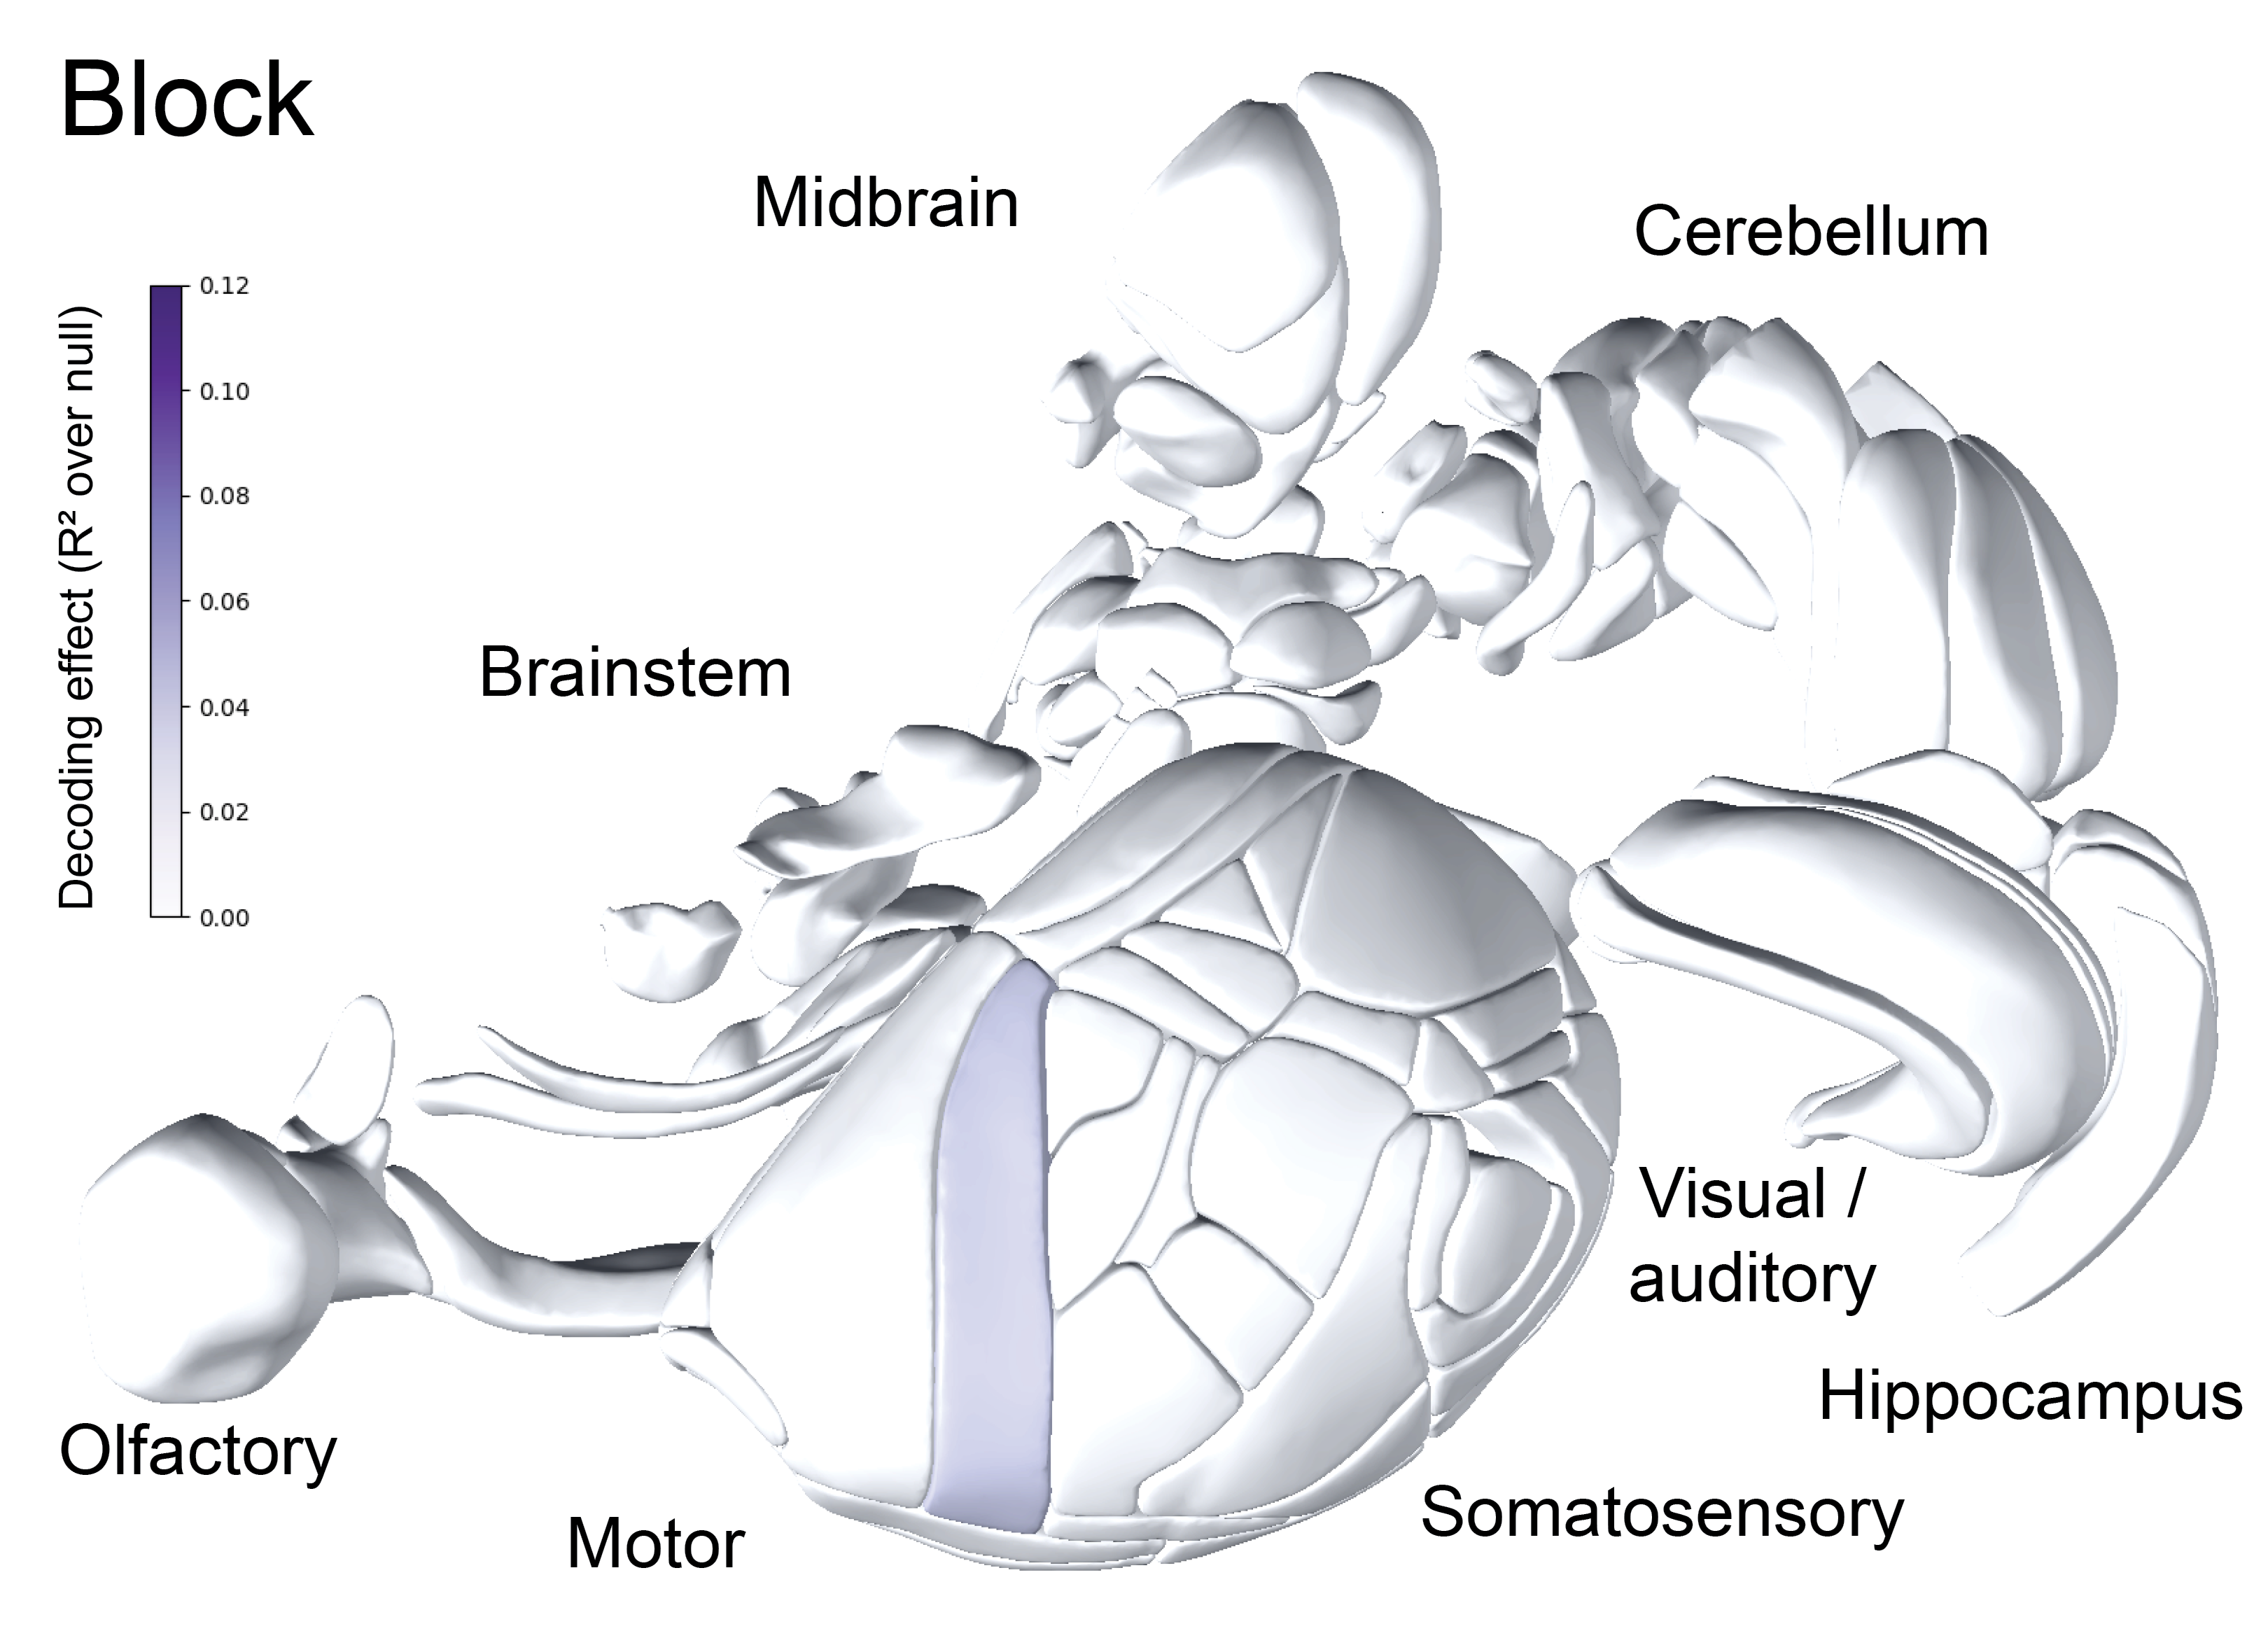 Block
Midbrain
Cerebellum
Decoding effect (R² over null)
0.12
0.10
0.08
0.06
0.04
0.02
0.00
Brainstem
Visual /
auditory
Hippocampus
Olfactory
Somatosensory
Motor